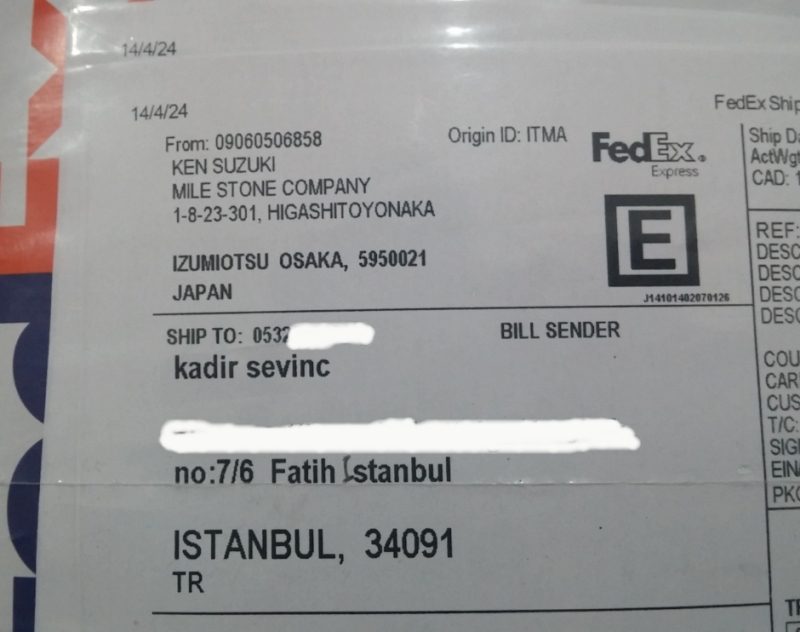 14/4/24
14/4/24
FedEx Ship
From: 09060506858
KEN SUZUKI
MILE STONE COMPANY
1-8-23-301, HIGASHITOYONAKA
IZUMIOTSU OSAKA, 5950021
JAPAN
Origin ID: ITMA
FedEx®
Express
E
J14101402070126
Ship Da
ActWgt
CAD: 1
SHIP TO: 0532
BILL SENDER
kadir sevinc
no:7/6 Fatih İstanbul
ISTANBUL, 34091
TR
REF:
DESC
DESC
DESC
DESC
COU
CAR
CUS
T/C:
SIG
EIN
PKG